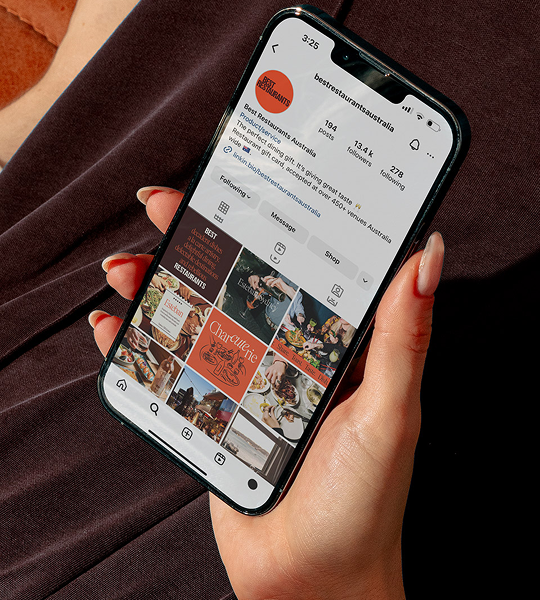 3:25
bestrestaurantsaustralia
BEST
RESTAURANTS
194
posts
13.4 k
followers
278
following
Best Restaurants Australia
Product/service
The perfect dining gift. It's giving great taste
Restaurant gift card, accepted at over 450+ venues Australia
wide
linkin.bio/bestrestaurantsaustralia
Following
Message
Shop
BEST
RESTAURANTS
Charcuterie